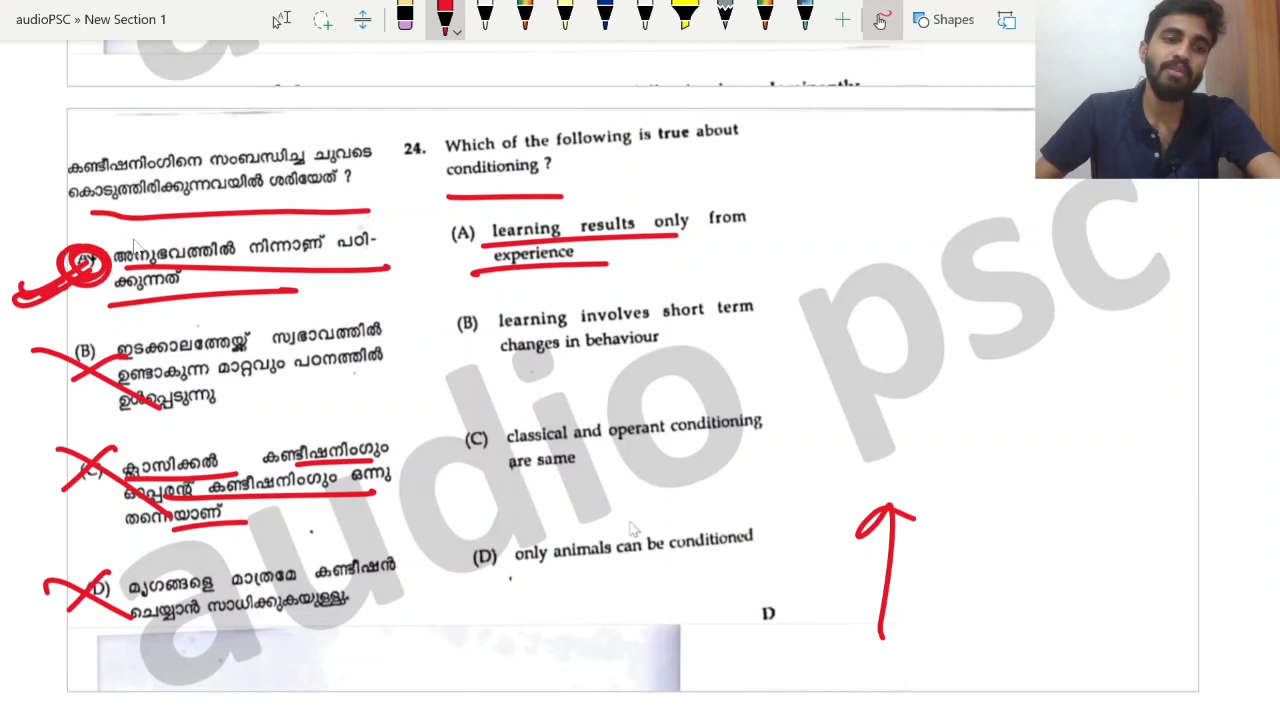 audioPSC » New Section 1
Shapes
കണ്ടീഷനിംഗിനെ സംബന്ധിച്ച ചുവടെ
കൊടുത്തിരിക്കുന്നവയിൽ ശരിയേത് ?
(A) അനുഭവത്തിൽ നിന്നാണ് പഠി-
ക്കുന്നത്
(B) ഇടക്കാലത്തേയ്ക്ക് സ്വഭാവത്തിൽ
ഉണ്ടാകുന്ന മാറ്റവും പഠനത്തിൽ
ഉൾപ്പെടുന്നു
(C) ക്ലാസിക്കൽ കണ്ടീഷനിംഗും
ഓപ്പരന്റ് കണ്ടീഷനിംഗും ഒന്നു
തന്നെയാണ്
(D) മൃഗങ്ങളെ മാത്രമേ കണ്ടീഷൻ
ചെയ്യാൻ സാധിക്കുകയുള്ളു.
24. Which of the following is true about
conditioning ?
(A) learning results only from
experience
(B) learning involves short term
changes in behaviour
(C) classical and operant conditioning
are same
(D) only animals can be conditioned
D
audio psc